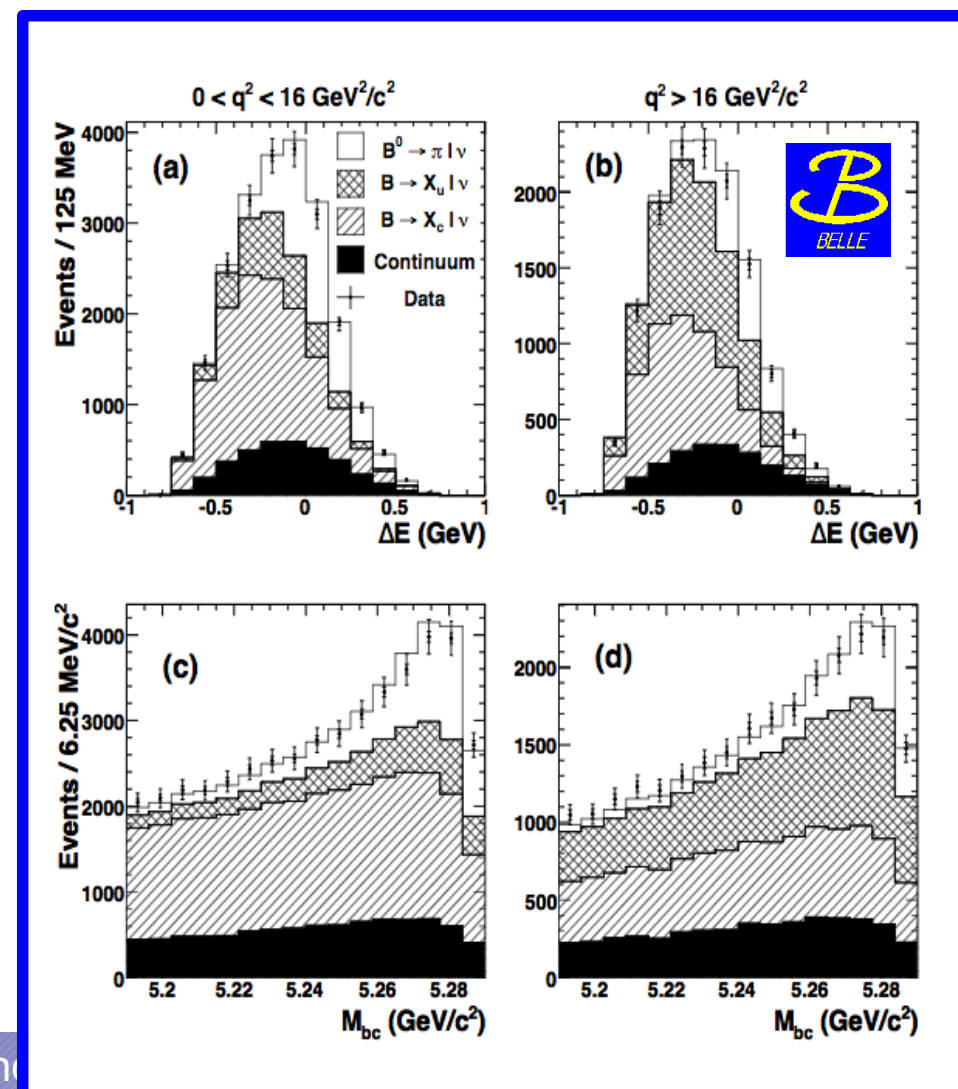 0 < q² < 16 GeV²/c²
q² > 16 GeV²/c²
Events / 125 MeV
4000
3000
2000
1000
0
(a)
B⁰ → π l ν
B → Xᵤ l ν
B → X_c l ν
Continuum
Data
-1
-0.5
0
0.5
1
ΔE (GeV)
2000
1500
1000
500
0
(b)
B
BELLE
-1
-0.5
0
0.5
1
ΔE (GeV)
Events / 6.25 MeV/c²
4000
3000
2000
1000
0
(c)
5.2
5.22
5.24
5.26
5.28
M_bc (GeV/c²)
2000
1500
1000
500
0
(d)
5.2
5.22
5.24
5.26
5.28
M_bc (GeV/c²)